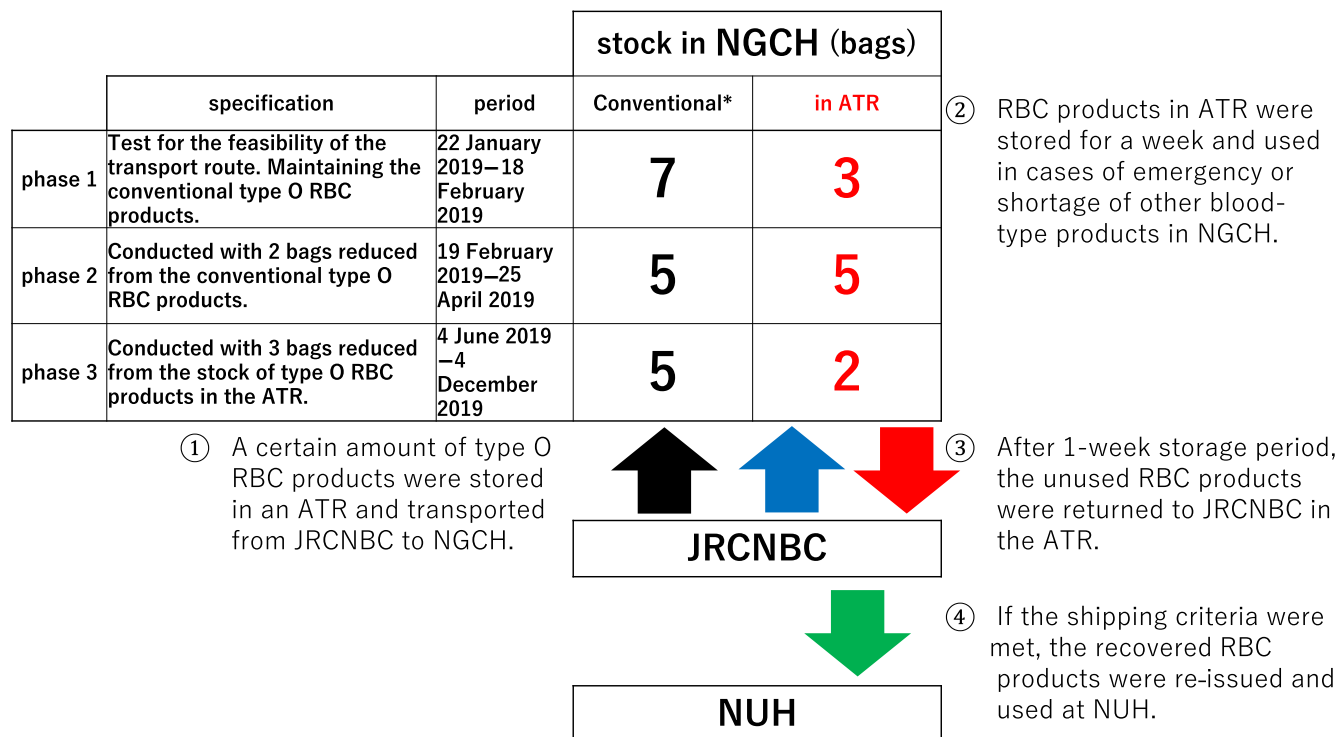 stock in NGCH (bags)
specification
period
Conventional*
in ATR
phase 1
Test for the feasibility of the
transport route. Maintaining the
conventional type O RBC
products.
22 January
2019–18
February
2019
7
3
phase 2
Conducted with 2 bags reduced
from the conventional type O
RBC products.
19 February
2019–25
April 2019
5
5
phase 3
Conducted with 3 bags reduced
from the stock of type O RBC
products in the ATR.
4 June 2019
–4
December
2019
5
2
② RBC products in ATR were
stored for a week and used
in cases of emergency or
shortage of other blood-
type products in NGCH.
① A certain amount of type O
RBC products were stored
in an ATR and transported
from JRCNBC to NGCH.
③ After 1-week storage period,
the unused RBC products
were returned to JRCNBC in
the ATR.
JRCNBC
④ If the shipping criteria were
met, the recovered RBC
products were re-issued and
used at NUH.
NUH